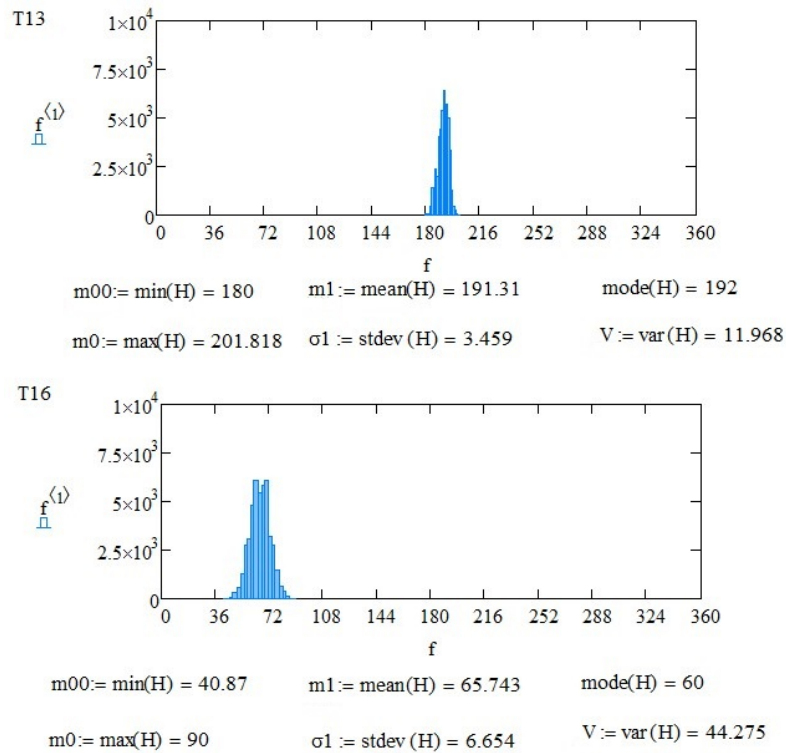 T13
1×10⁴
7.5×10³
5×10³
2.5×10³
0
f⟨1⟩
0 36 72 108 144 180 216 252 288 324 360
f
m00:= min(H) = 180 m1:= mean(H) = 191.31 mode(H) = 192
m0:= max(H) = 201.818 σ1 := stdev (H) = 3.459 V:= var (H) = 11.968
T16
1×10⁴
7.5×10³
5×10³
2.5×10³
0
f⟨1⟩
0 36 72 108 144 180 216 252 288 324 360
f
m00:= min(H) = 40.87 m1:= mean(H) = 65.743 mode(H) = 60
m0:= max(H) = 90 σ1 := stdev (H) = 6.654 V:= var (H) = 44.275